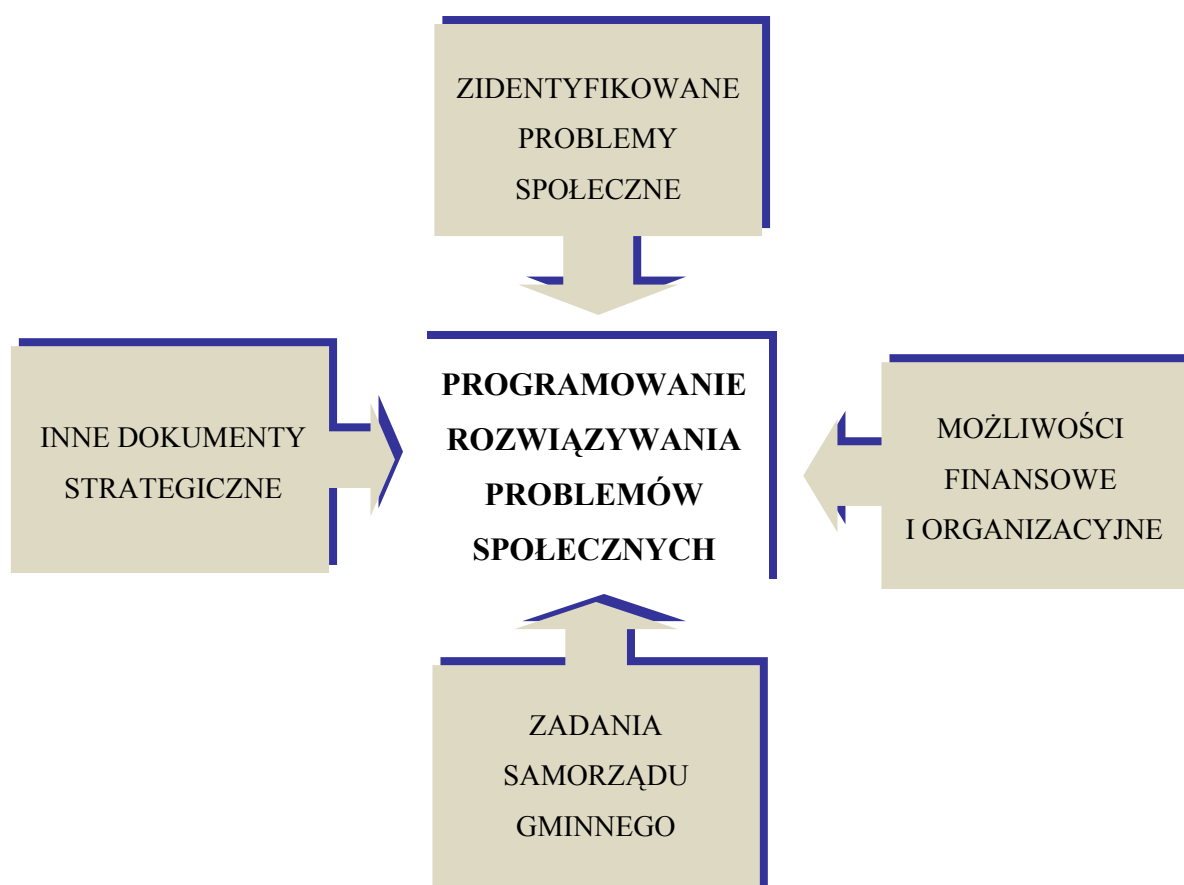 ZIDENTYFIKOWANE
PROBLEMY
SPOŁECZNE
INNE DOKUMENTY
STRATEGICZNE
PROGRAMOWANIE
ROZWIĄZYWANIA
PROBLEMÓW
SPOŁECZNYCH
MOŻLIWOŚCI
FINANSOWE
I ORGANIZACYJNE
ZADANIA
SAMORZĄDU
GMINNEGO